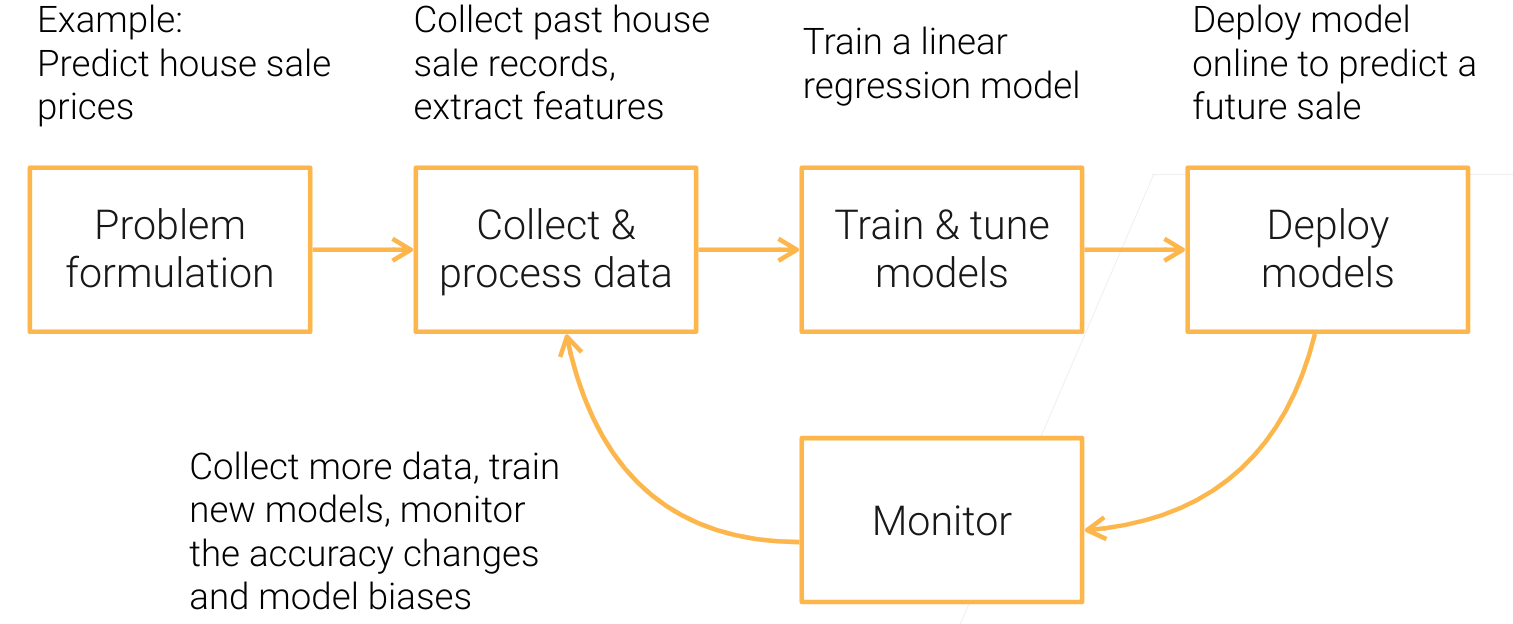 Example:
Predict house sale
prices
Collect past house
sale records,
extract features
Train a linear
regression model
Deploy model
online to predict a
future sale
Problem
formulation
Collect &
process data
Train & tune
models
Deploy
models
Collect more data, train
new models, monitor
the accuracy changes
and model biases
Monitor